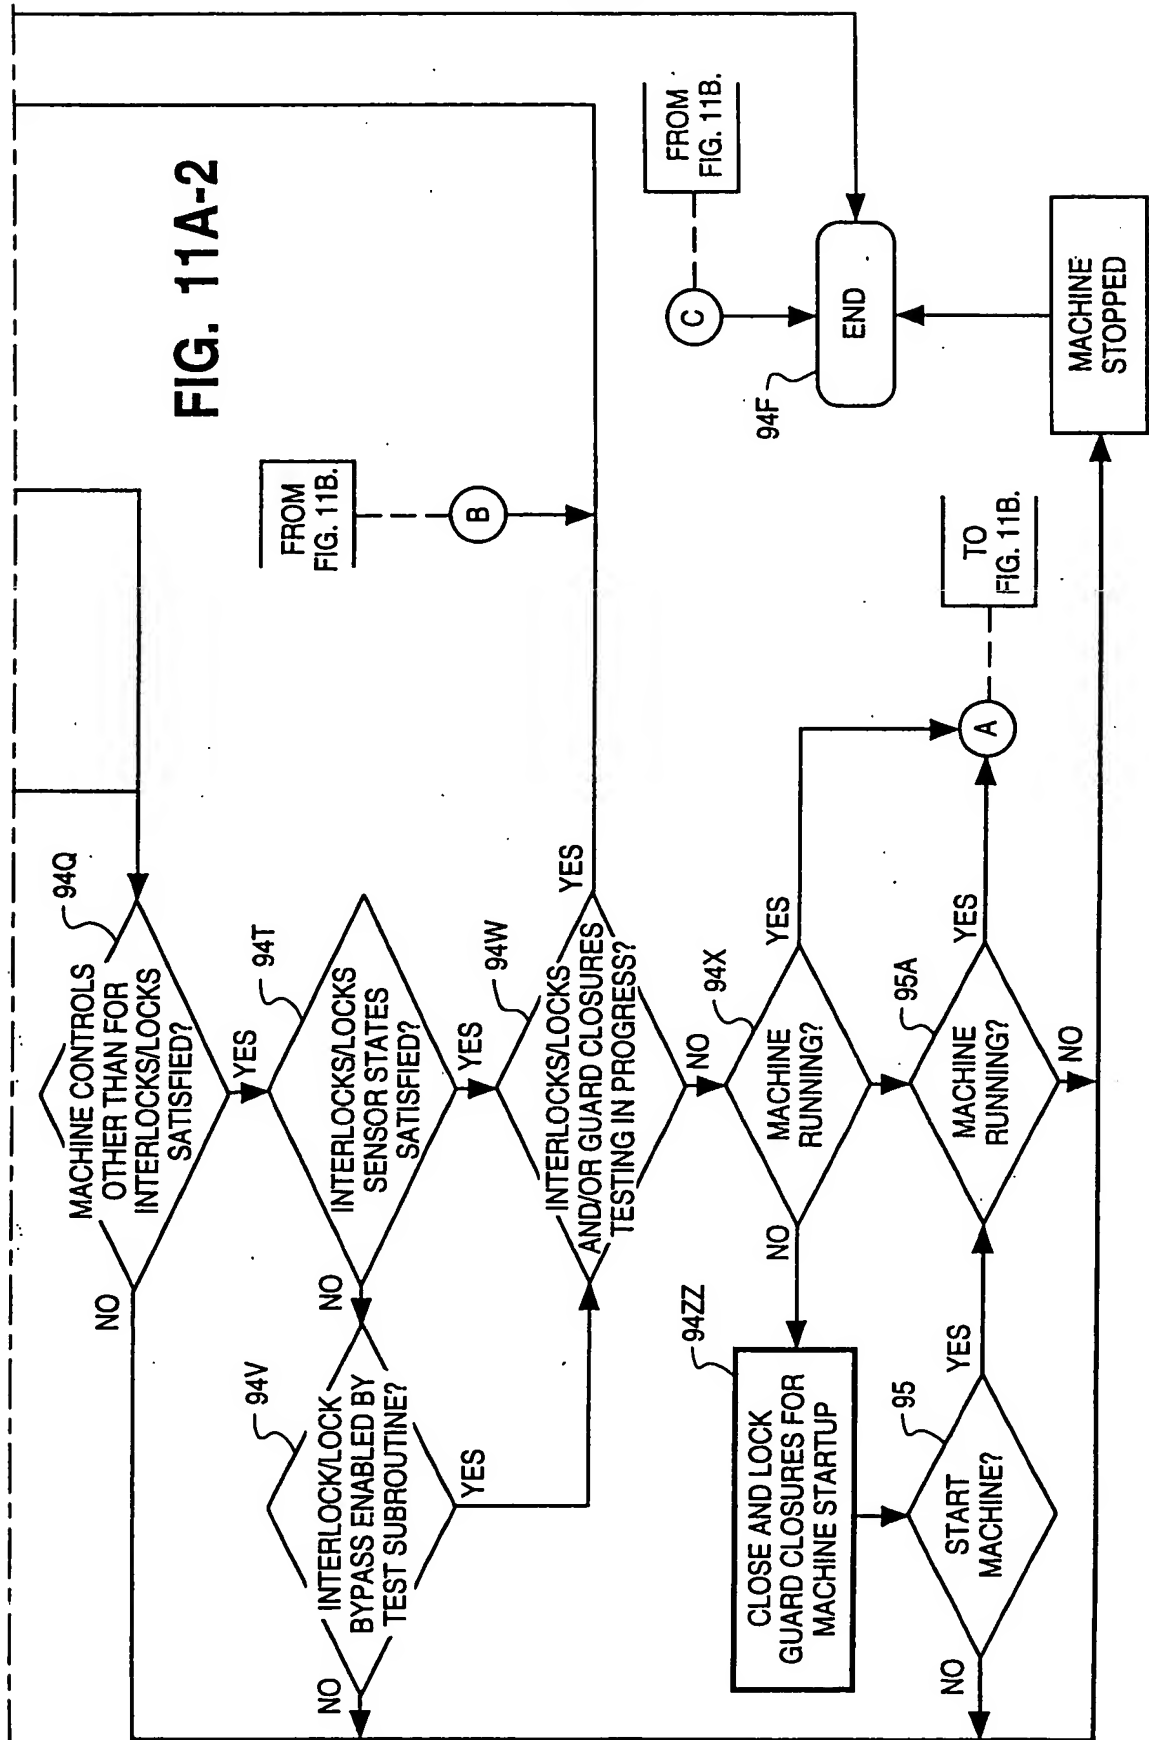 FIG. 11A-2
94Q
MACHINE CONTROLS
OTHER THAN FOR
INTERLOCKS/LOCKS
SATISFIED?
NO
YES
94T
INTERLOCKS/LOCKS
SENSOR STATES
SATISFIED?
NO
YES
94V
INTERLOCK/LOCK
BYPASS ENABLED BY
TEST SUBROUTINE?
NO
YES
94W
INTERLOCKS/LOCKS
AND/OR GUARD CLOSURES
TESTING IN PROGRESS?
YES
NO
FROM
FIG. 11B.
B
94X
MACHINE
RUNNING?
YES
NO
94ZZ
CLOSE AND LOCK
GUARD CLOSURES FOR
MACHINE STARTUP
95
START
MACHINE?
NO
YES
95A
MACHINE
RUNNING?
YES
NO
A
TO
FIG. 11B.
FROM
FIG. 11B.
C
94F
END
MACHINE
STOPPED